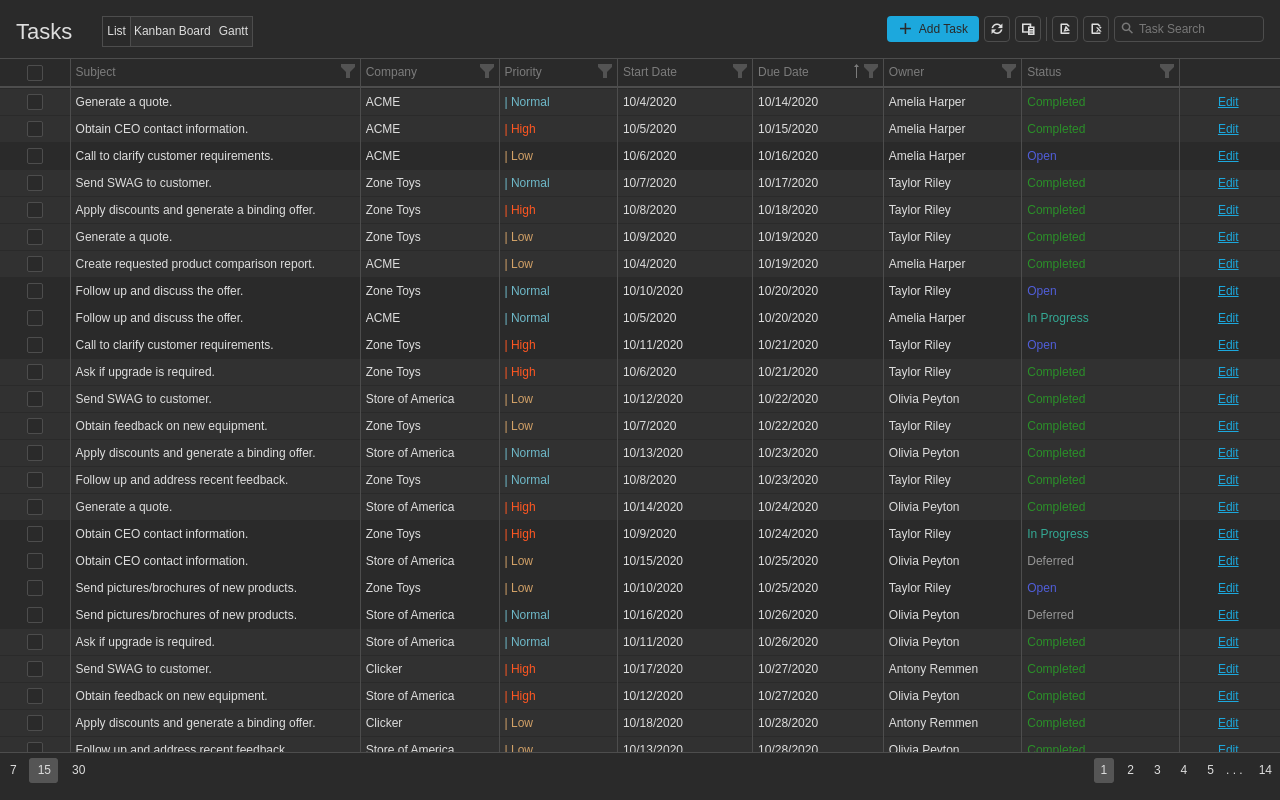 Tasks List Kanban Board Gantt Add Task Task Search
Subject Company Priority Start Date Due Date Owner Status
Generate a quote. ACME | Normal 10/4/2020 10/14/2020 Amelia Harper Completed Edit
Obtain CEO contact information. ACME | High 10/5/2020 10/15/2020 Amelia Harper Completed Edit
Call to clarify customer requirements. ACME | Low 10/6/2020 10/16/2020 Amelia Harper Open Edit
Send SWAG to customer. Zone Toys | Normal 10/7/2020 10/17/2020 Taylor Riley Completed Edit
Apply discounts and generate a binding offer. Zone Toys | High 10/8/2020 10/18/2020 Taylor Riley Completed Edit
Generate a quote. Zone Toys | Low 10/9/2020 10/19/2020 Taylor Riley Completed Edit
Create requested product comparison report. ACME | Low 10/4/2020 10/19/2020 Amelia Harper Completed Edit
Follow up and discuss the offer. Zone Toys | Normal 10/10/2020 10/20/2020 Taylor Riley Open Edit
Follow up and discuss the offer. ACME | Normal 10/5/2020 10/20/2020 Amelia Harper In Progress Edit
Call to clarify customer requirements. Zone Toys | High 10/11/2020 10/21/2020 Taylor Riley Open Edit
Ask if upgrade is required. Zone Toys | High 10/6/2020 10/21/2020 Taylor Riley Completed Edit
Send SWAG to customer. Store of America | Low 10/12/2020 10/22/2020 Olivia Peyton Completed Edit
Obtain feedback on new equipment. Zone Toys | Low 10/7/2020 10/22/2020 Taylor Riley Completed Edit
Apply discounts and generate a binding offer. Store of America | Normal 10/13/2020 10/23/2020 Olivia Peyton Completed Edit
Follow up and address recent feedback. Zone Toys | Normal 10/8/2020 10/23/2020 Taylor Riley Completed Edit
Generate a quote. Store of America | High 10/14/2020 10/24/2020 Olivia Peyton Completed Edit
Obtain CEO contact information. Zone Toys | High 10/9/2020 10/24/2020 Taylor Riley In Progress Edit
Obtain CEO contact information. Store of America | Low 10/15/2020 10/25/2020 Olivia Peyton Deferred Edit
Send pictures/brochures of new products. Zone Toys | Low 10/10/2020 10/25/2020 Taylor Riley Open Edit
Send pictures/brochures of new products. Store of America | Normal 10/16/2020 10/26/2020 Olivia Peyton Deferred Edit
Ask if upgrade is required. Store of America | Normal 10/11/2020 10/26/2020 Olivia Peyton Completed Edit
Send SWAG to customer. Clicker | High 10/17/2020 10/27/2020 Antony Remmen Completed Edit
Obtain feedback on new equipment. Store of America | High 10/12/2020 10/27/2020 Olivia Peyton Completed Edit
Apply discounts and generate a binding offer. Clicker | Low 10/18/2020 10/28/2020 Antony Remmen Completed Edit
Follow up and address recent feedback. Store of America | Low 10/13/2020 10/28/2020 Olivia Peyton Completed Edit
7 15 30 1 2 3 4 5 . . . 14